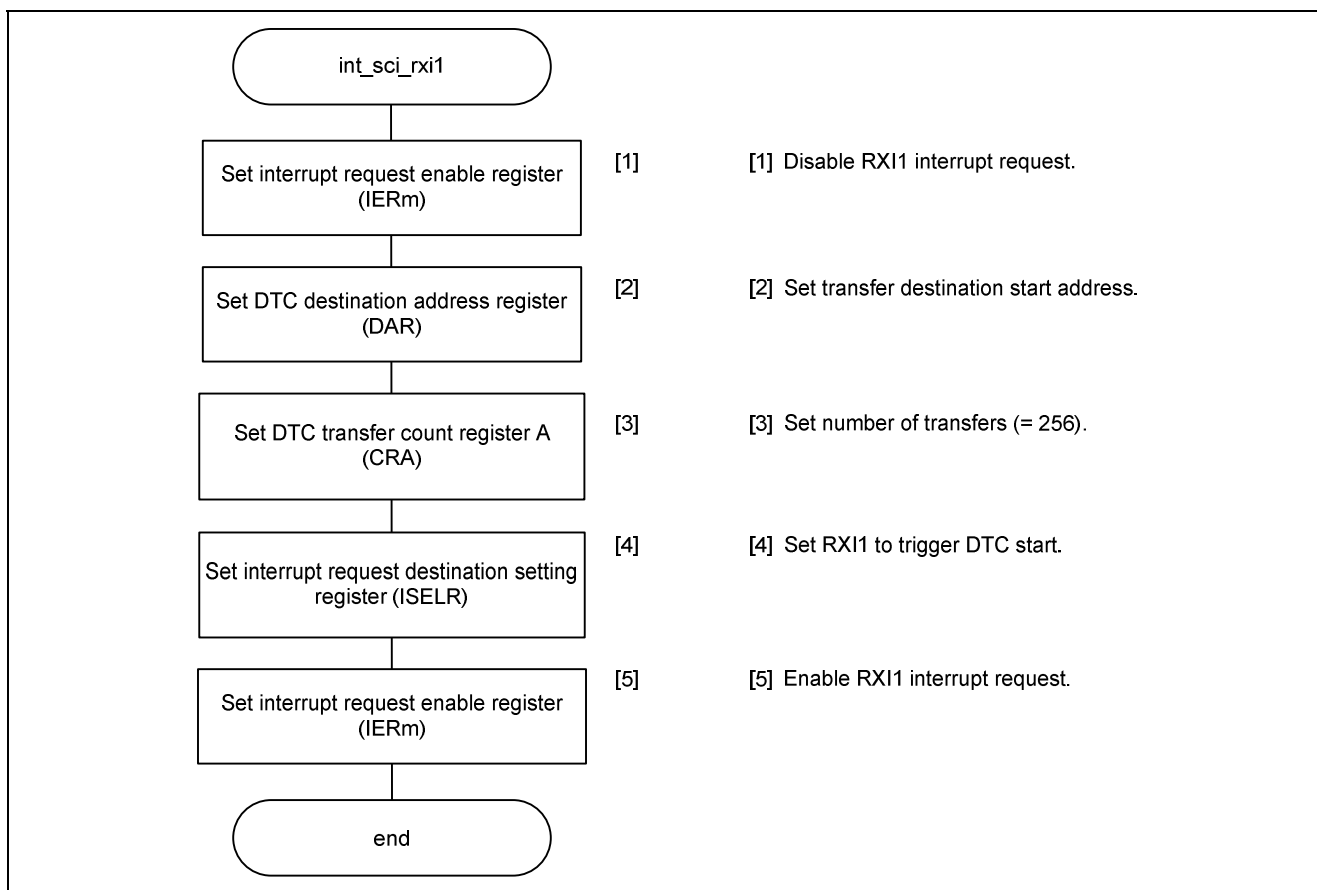 int_sci_rxi1
Set interrupt request enable register
(IERm)
[1]
[1] Disable RXI1 interrupt request.
Set DTC destination address register
(DAR)
[2]
[2] Set transfer destination start address.
Set DTC transfer count register A
(CRA)
[3]
[3] Set number of transfers (= 256).
Set interrupt request destination setting
register (ISELR)
[4]
[4] Set RXI1 to trigger DTC start.
Set interrupt request enable register
(IERm)
[5]
[5] Enable RXI1 interrupt request.
end